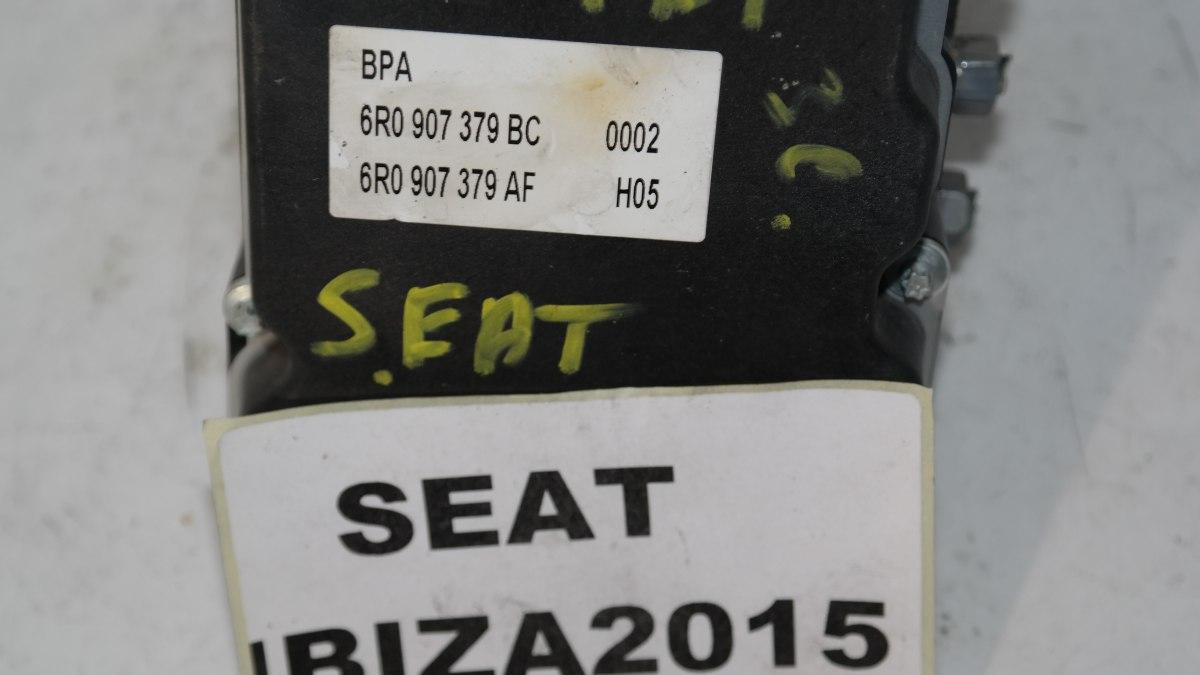 BPA
6R0 907 379 BC 0002
6R0 907 379 AF H05
S.EAT
SEAT
IBIZA2015